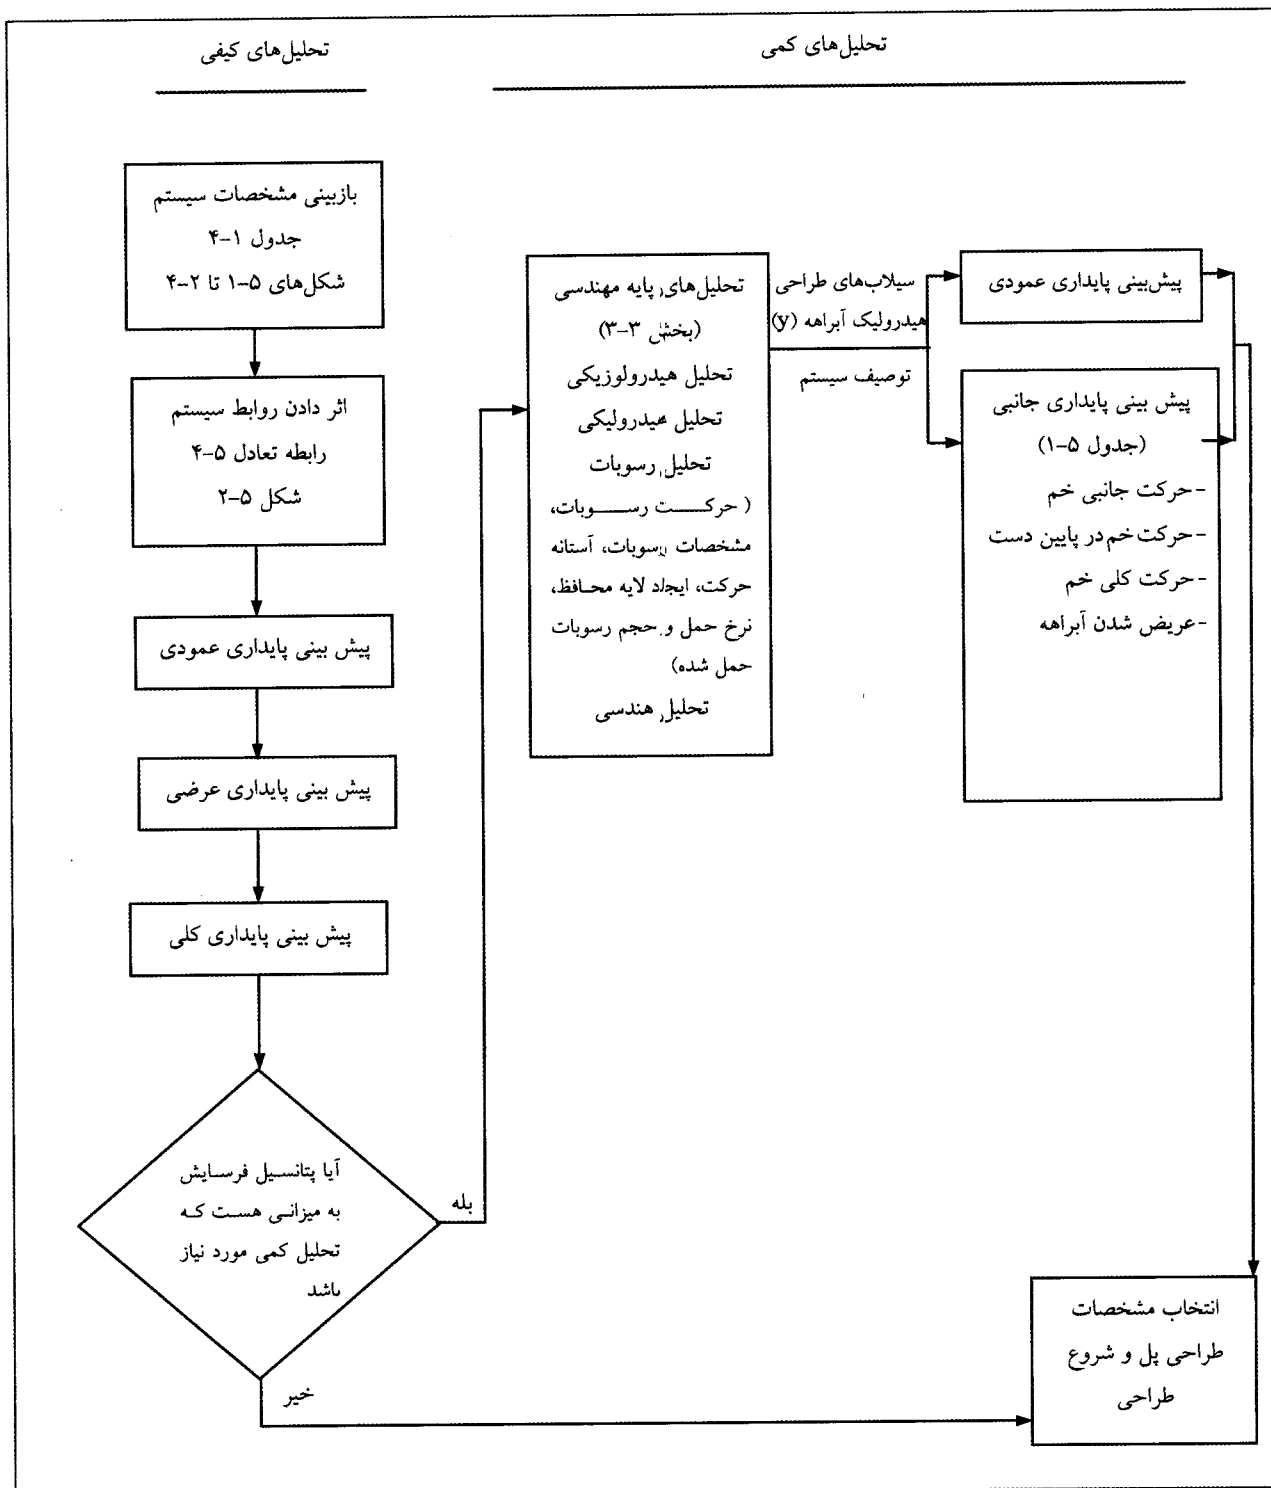 تحلیل‌های کیفی
تحلیل‌های کمی
بازبینی مشخصات سیستم
جدول ۱-۴
شکل‌های ۵-۱ تا ۲-۴
اثر دادن روابط سیستم
رابطه تعادل ۵-۴
شکل ۵-۲
پیش بینی پایداری عمودی
پیش بینی پایداری عرضی
پیش بینی پایداری کلی
آیا پتانسیل فرسایش
به میزانی هست که
تحلیل کمی مورد نیاز
باشد
بله
خیر
تحلیل‌های پایه مهندسی
(بخش ۳-۳)
تحلیل هیدرولوزیکی
تحلیل هیدرولیکی
تحلیل رسوبات
( حرکت رسوبات،
مشخصات رسوبات، آستانه
حرکت، ایجاد لایه محافظ،
نرخ حمل و حجم رسوبات
حمل شده)
تحلیل هندسی
سیلاب‌های طراحی
هیدرولیک آبراهه (y)
توصیف سیستم
پیش‌بینی پایداری عمودی
پیش بینی پایداری جانبی
(جدول ۵-۱)
-حرکت جانبی خم
-حرکت خم در پایین دست
-حرکت کلی خم
-عریض شدن آبراهه
انتخاب مشخصات
طراحی پل و شروع
طراحی